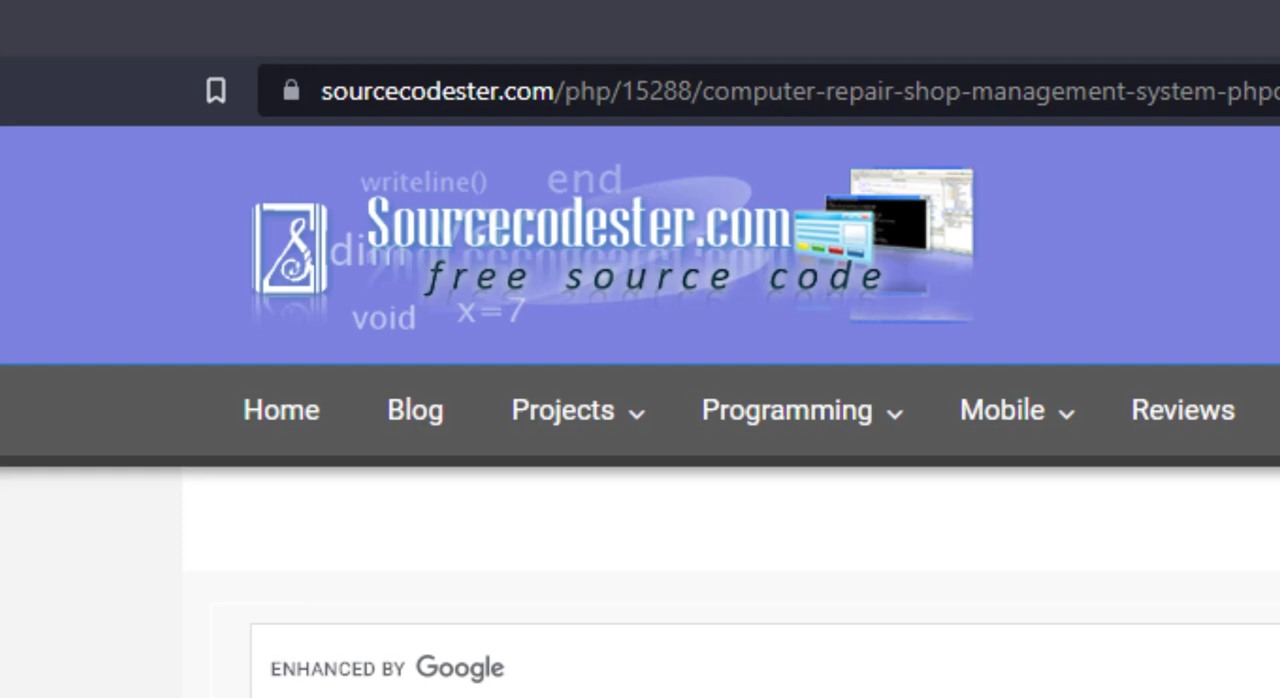 sourcecodester.com/php/15288/computer-repair-shop-management-system-php
writeline() end
Sourcecodester.com
dim
free source code
void x=7
Home Blog Projects Programming Mobile Reviews
ENHANCED BY Google